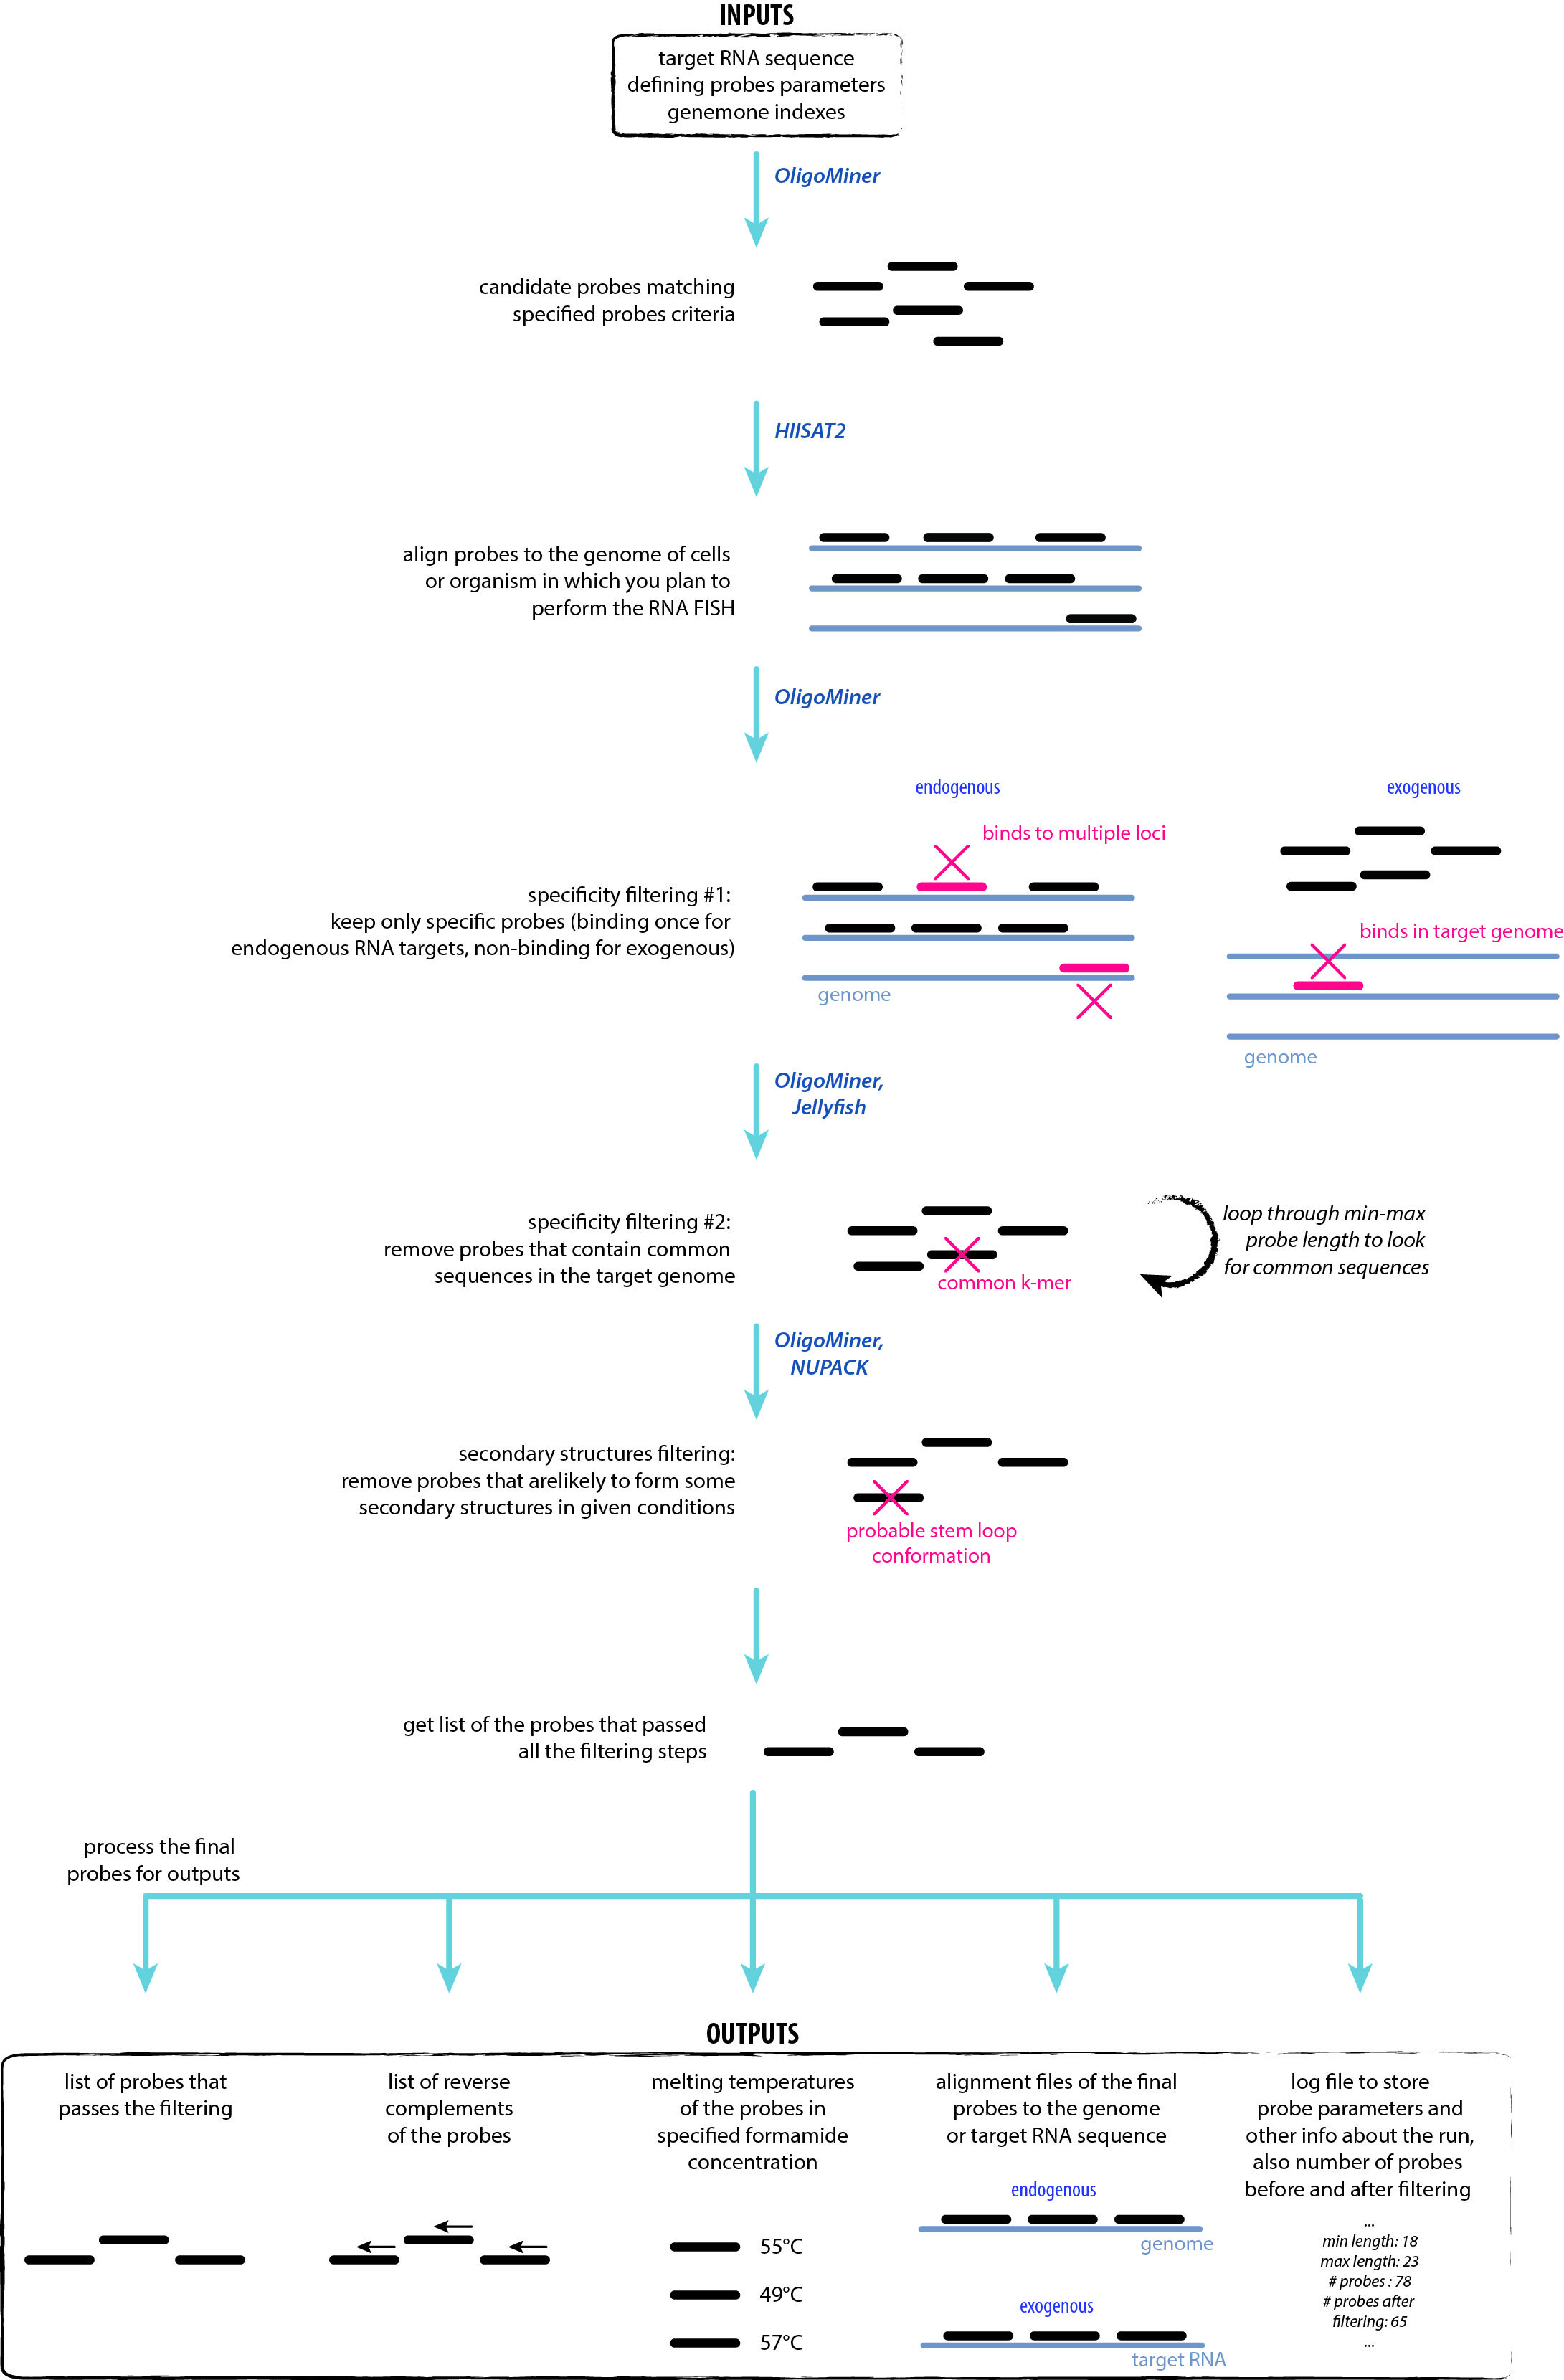 INPUTS
target RNA sequence
defining probes parameters
genemone indexes
OligoMiner
candidate probes matching
specified probes criteria
HIISAT2
align probes to the genome of cells
or organism in which you plan to
perform the RNA FISH
OligoMiner
endogenous
exogenous
binds to multiple loci
specificity filtering #1:
keep only specific probes (binding once for
endogenous RNA targets, non-binding for exogenous)
genome
binds in target genome
genome
OligoMiner,
Jellyfish
specificity filtering #2:
remove probes that contain common
sequences in the target genome
common k-mer
loop through min-max
probe length to look
for common sequences
OligoMiner,
NUPACK
secondary structures filtering:
remove probes that arelikely to form some
secondary structures in given conditions
probable stem loop
conformation
get list of the probes that passed
all the filtering steps
process the final
probes for outputs
OUTPUTS
list of probes that
passes the filtering
list of reverse
complements
of the probes
melting temperatures
of the probes in
specified formamide
concentration
55°C
49°C
57°C
alignment files of the final
probes to the genome
or target RNA sequence
endogenous
genome
exogenous
target RNA
log file to store
probe parameters and
other info about the run,
also number of probes
before and after filtering
...
min length: 18
max length: 23
# probes : 78
# probes after
filtering: 65
...